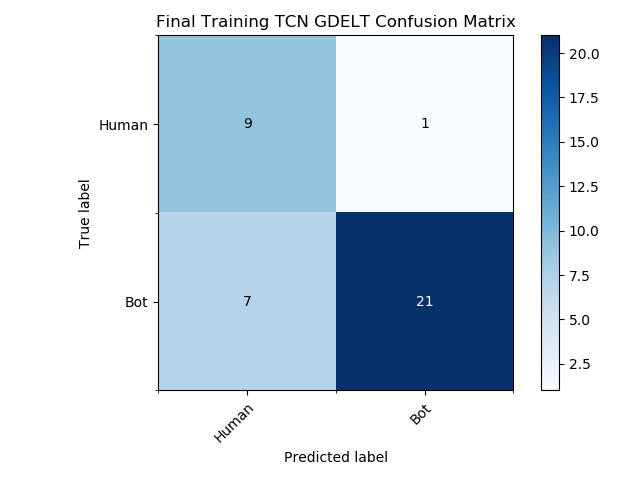 Final Training TCN GDELT Confusion Matrix
Human
9
1
Bot
7
21
True label
Human
Bot
Predicted label
20.0
17.5
15.0
12.5
10.0
7.5
5.0
2.5